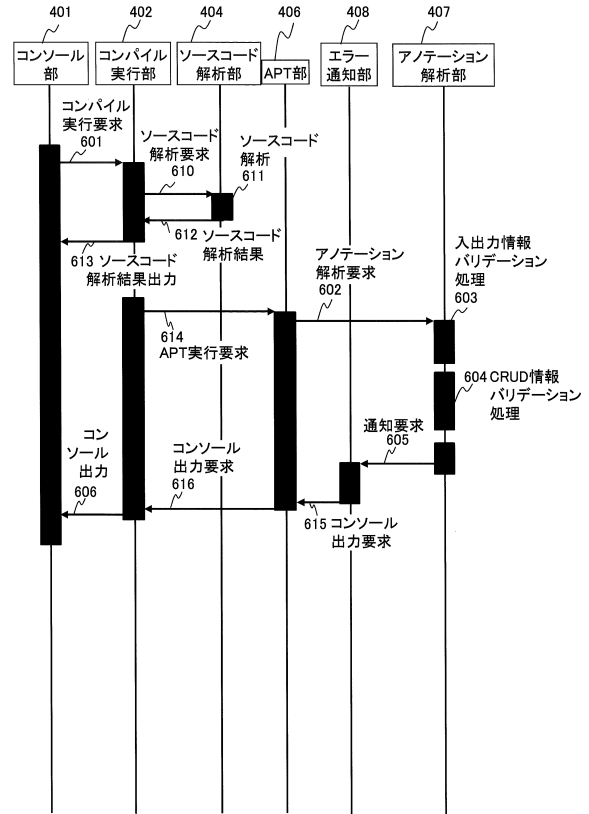 401
402
404
406
408
407
コンソール
部
コンパイル
実行部
ソースコード
解析部
APT部
エラー
通知部
アノテーション
解析部
コンパイル
実行要求
601
ソースコード
解析要求
610
ソースコード
解析
611
612 ソースコード
解析結果
613 ソースコード
解析結果出力
アノテーション
解析要求
602
入出力情報
バリデーション
処理
603
614
APT実行要求
604 CRUD情報
バリデーション
処理
通知要求
605
コン
ソール
出力
606
コンソール
出力要求
616
615 コンソール
出力要求